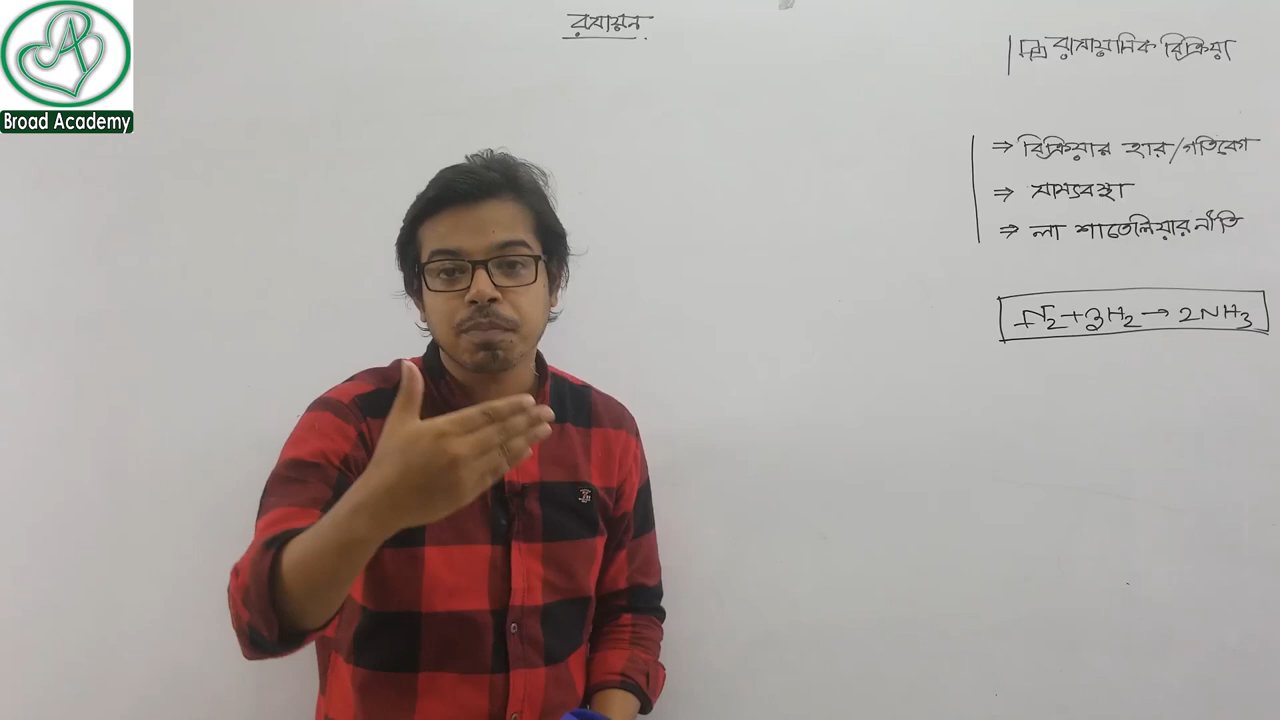 Broad Academy
রসায়ন
রাসায়নিক বিক্রিয়া
⇒ বিক্রিয়ার হার/গতিবেগ
⇒ সাম্যবস্থা
⇒ লা শাতেলিয়ার নীতি
N₂+3H₂→2NH₃